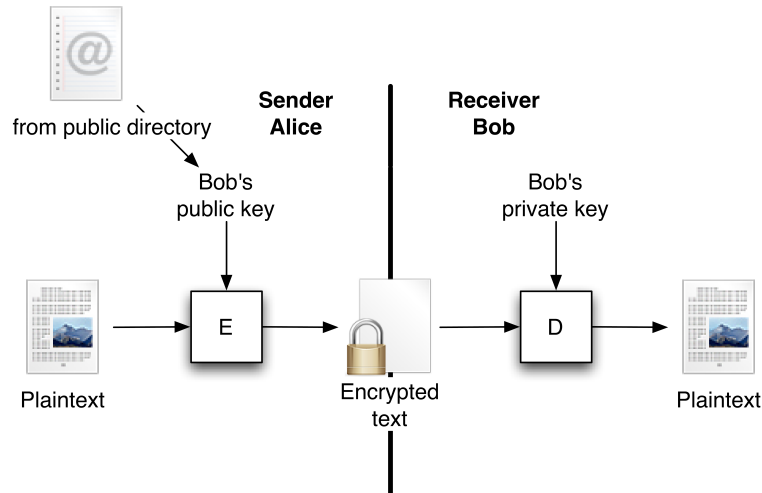 @
from public directory
Sender
Alice
Receiver
Bob
Bob's
public key
Bob's
private key
E
D
Plaintext
Encrypted
text
Plaintext